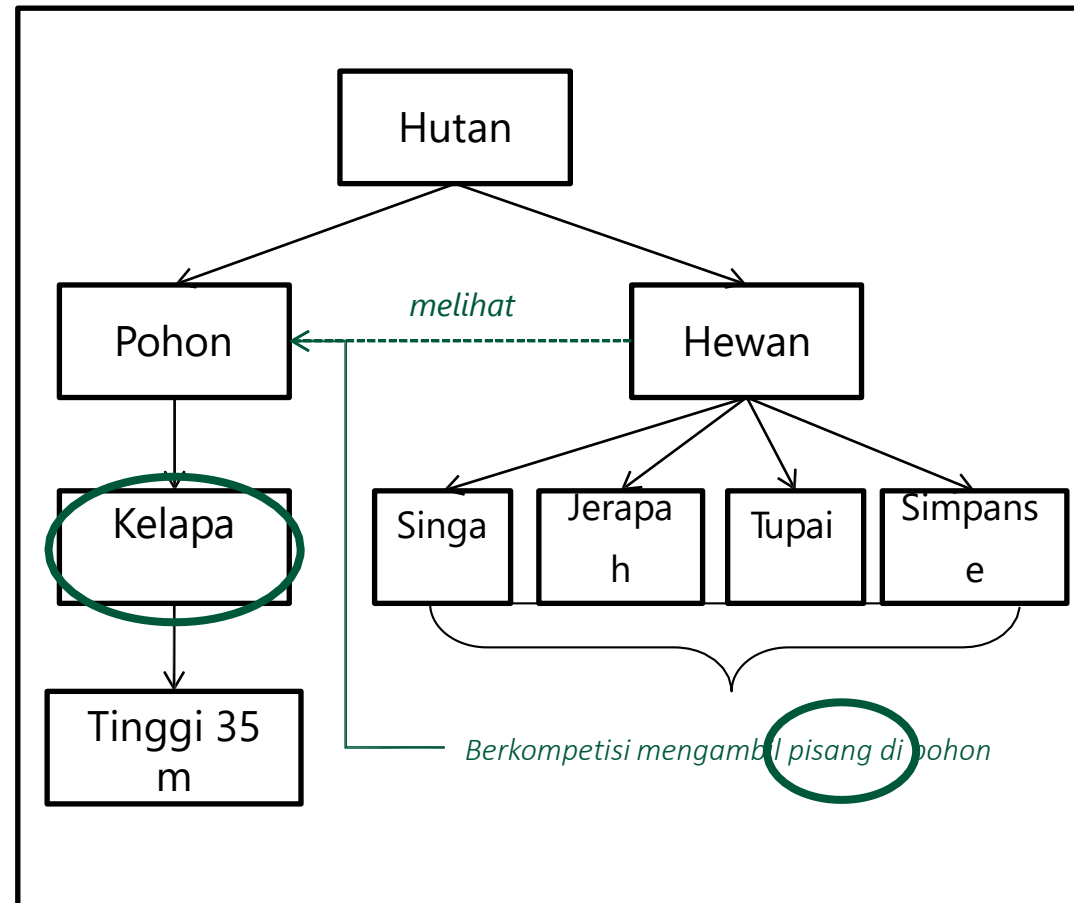 Hutan
Pohon
melihat
Hewan
Kelapa
Singa
Jerapa
h
Tupai
Simpans
e
Tinggi 35
m
Berkompetisi mengambil pisang di pohon